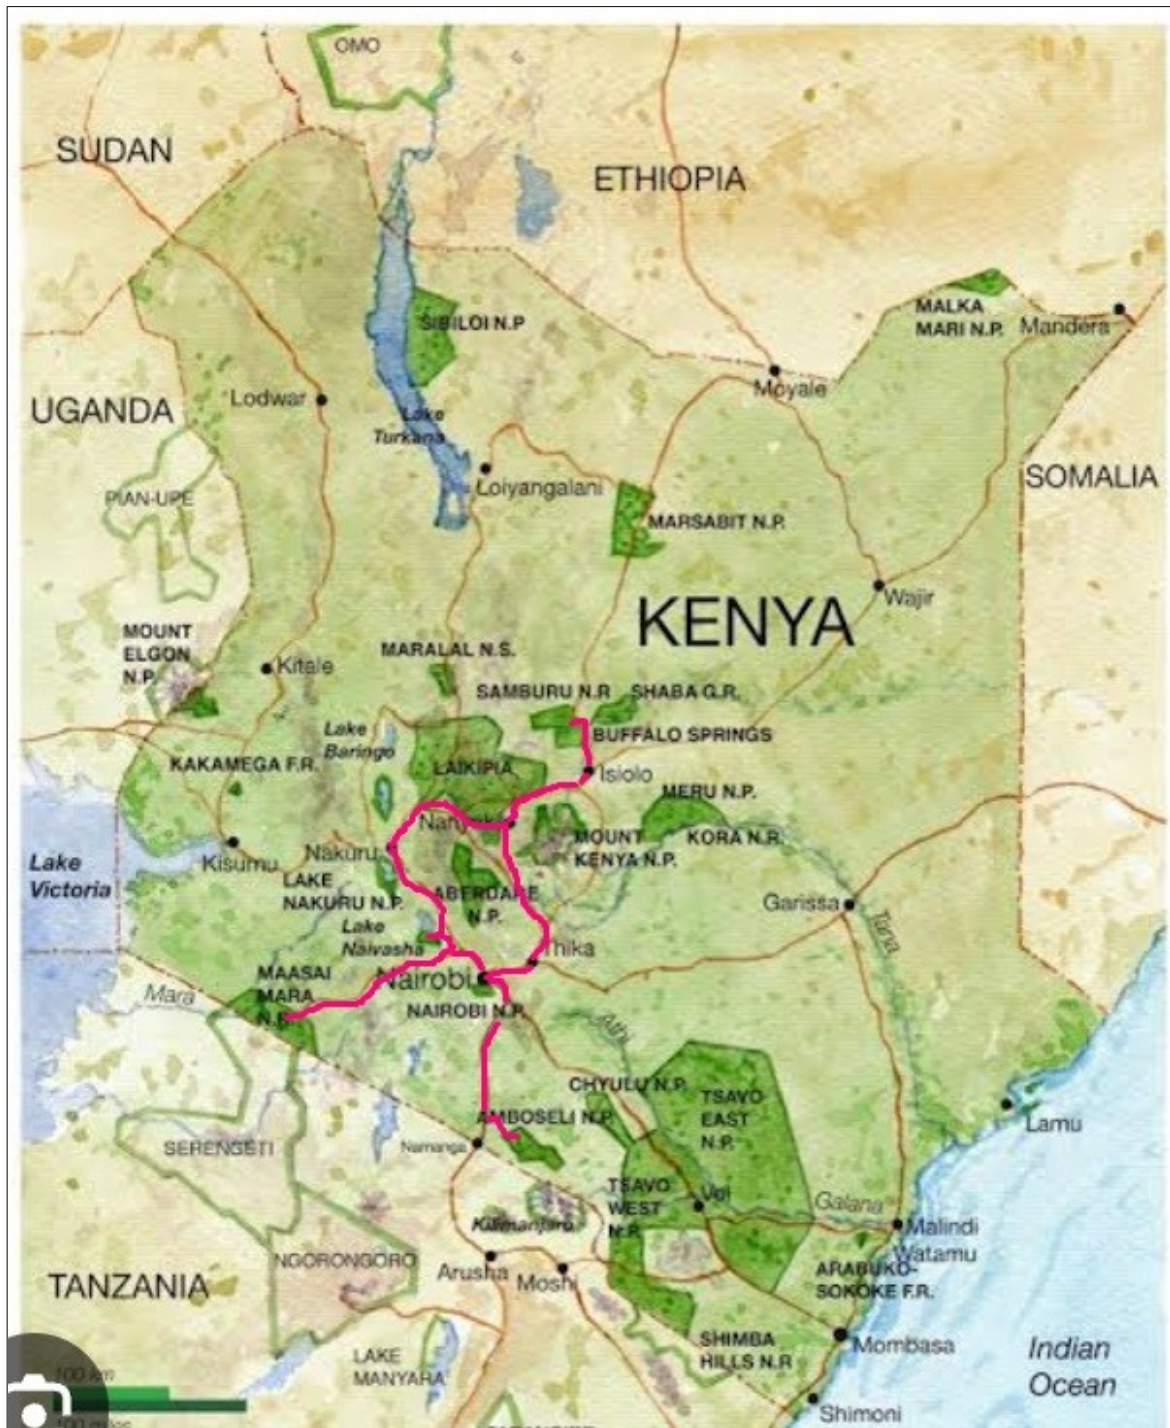 OMO
SUDAN
ETHIOPIA
MALKA
MARI N.P.
Mandera
SIBILOI N.P
Moyale
Lodwar
UGANDA
Lake
Turkana
SOMALIA
Loiyangalani
PIAN-UPE
MARSABIT N.P.
KENYA
Wajir
MOUNT
ELGON
N.P.
MARALAL N.S.
Kitale
SAMBURU N.R
SHABA G.R.
Lake
Baringo
BUFFALO SPRINGS
KAKAMEGA F.R.
LAIKIPIA
Isiolo
MERU N.P.
Nanyuki
MOUNT
KENYA N.P.
KORA N.R.
Lake
Victoria
Kisumu
Nakuru
LAKE
NAKURU N.P.
ABERDARE
N.P.
Garissa
Tana
Lake
Naivasha
Thika
MAASAI
MARA
N.P.
Nairobi
Mara
NAIROBI N.P.
Athi
CHYULU N.P.
TSAVO
EAST
N.P.
AMBOSELI N.P.
Lamu
Namanga
SERENGETI
TSAVO
WEST
N.P.
Voi
Galana
Kilimanjaro
Malindi
Watamu
NGORONGORO
Arusha
Moshi
ARABUKO-
SOKOKE F.R.
TANZANIA
SHIMBA
HILLS N.R
Mombasa
Indian
Ocean
LAKE
MANYARA
100 km
100 miles
Shimoni